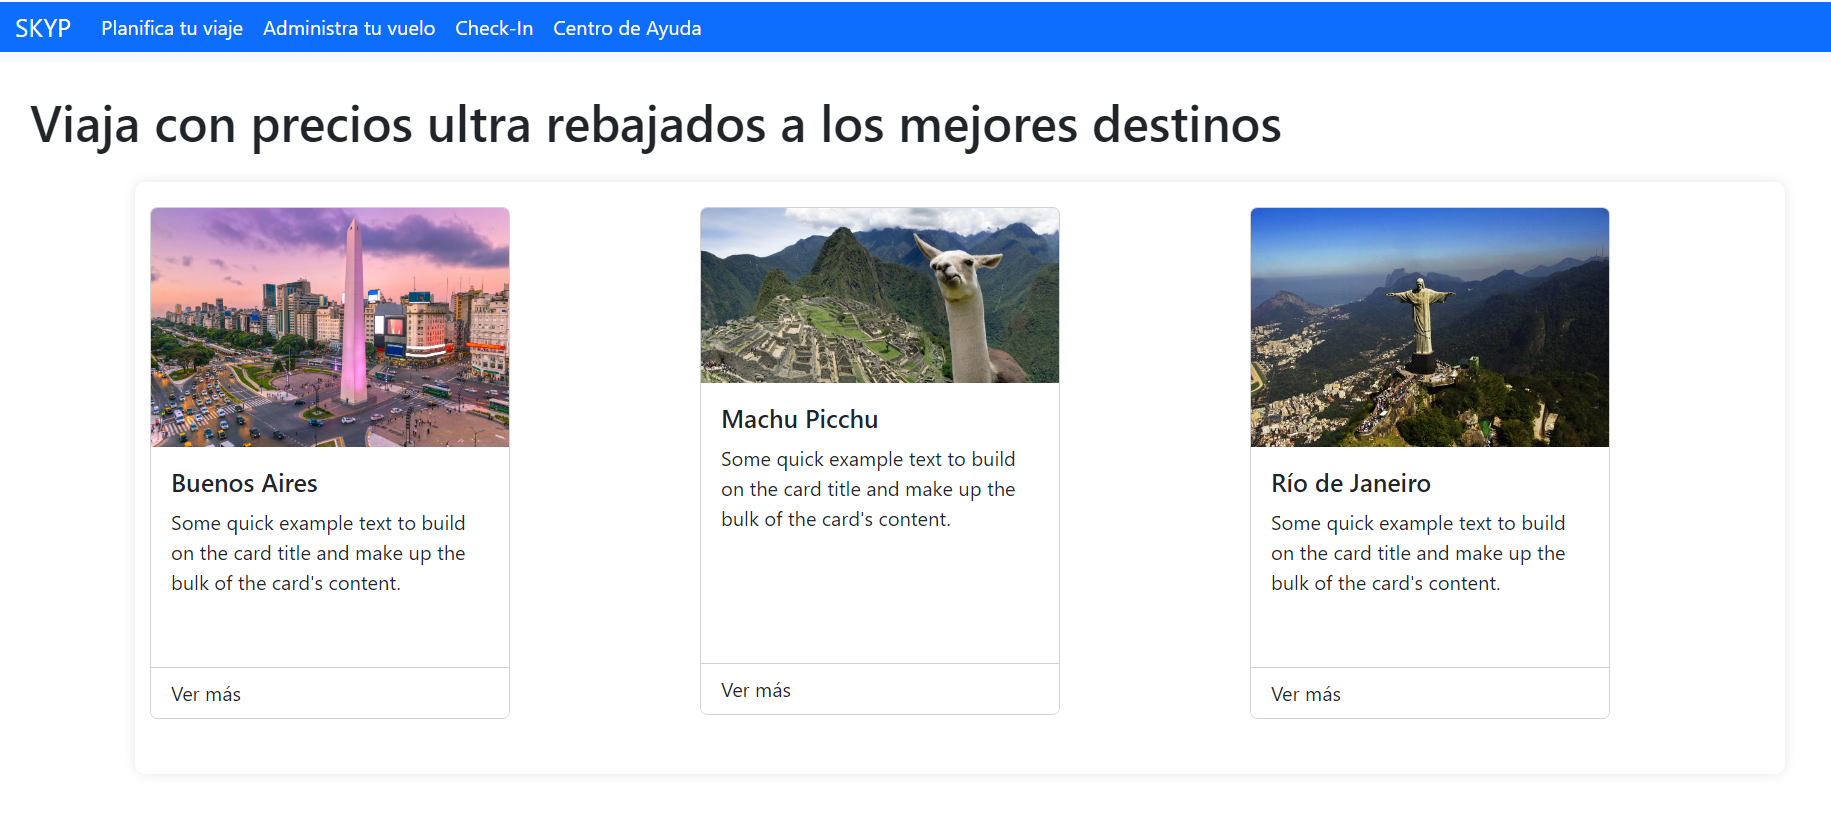 SKYP Planifica tu viaje Administra tu vuelo Check-In Centro de Ayuda
Viaja con precios ultra rebajados a los mejores destinos
Buenos Aires
Some quick example text to build
on the card title and make up the
bulk of the card's content.
Ver más
Machu Picchu
Some quick example text to build
on the card title and make up the
bulk of the card's content.
Ver más
Río de Janeiro
Some quick example text to build
on the card title and make up the
bulk of the card's content.
Ver más